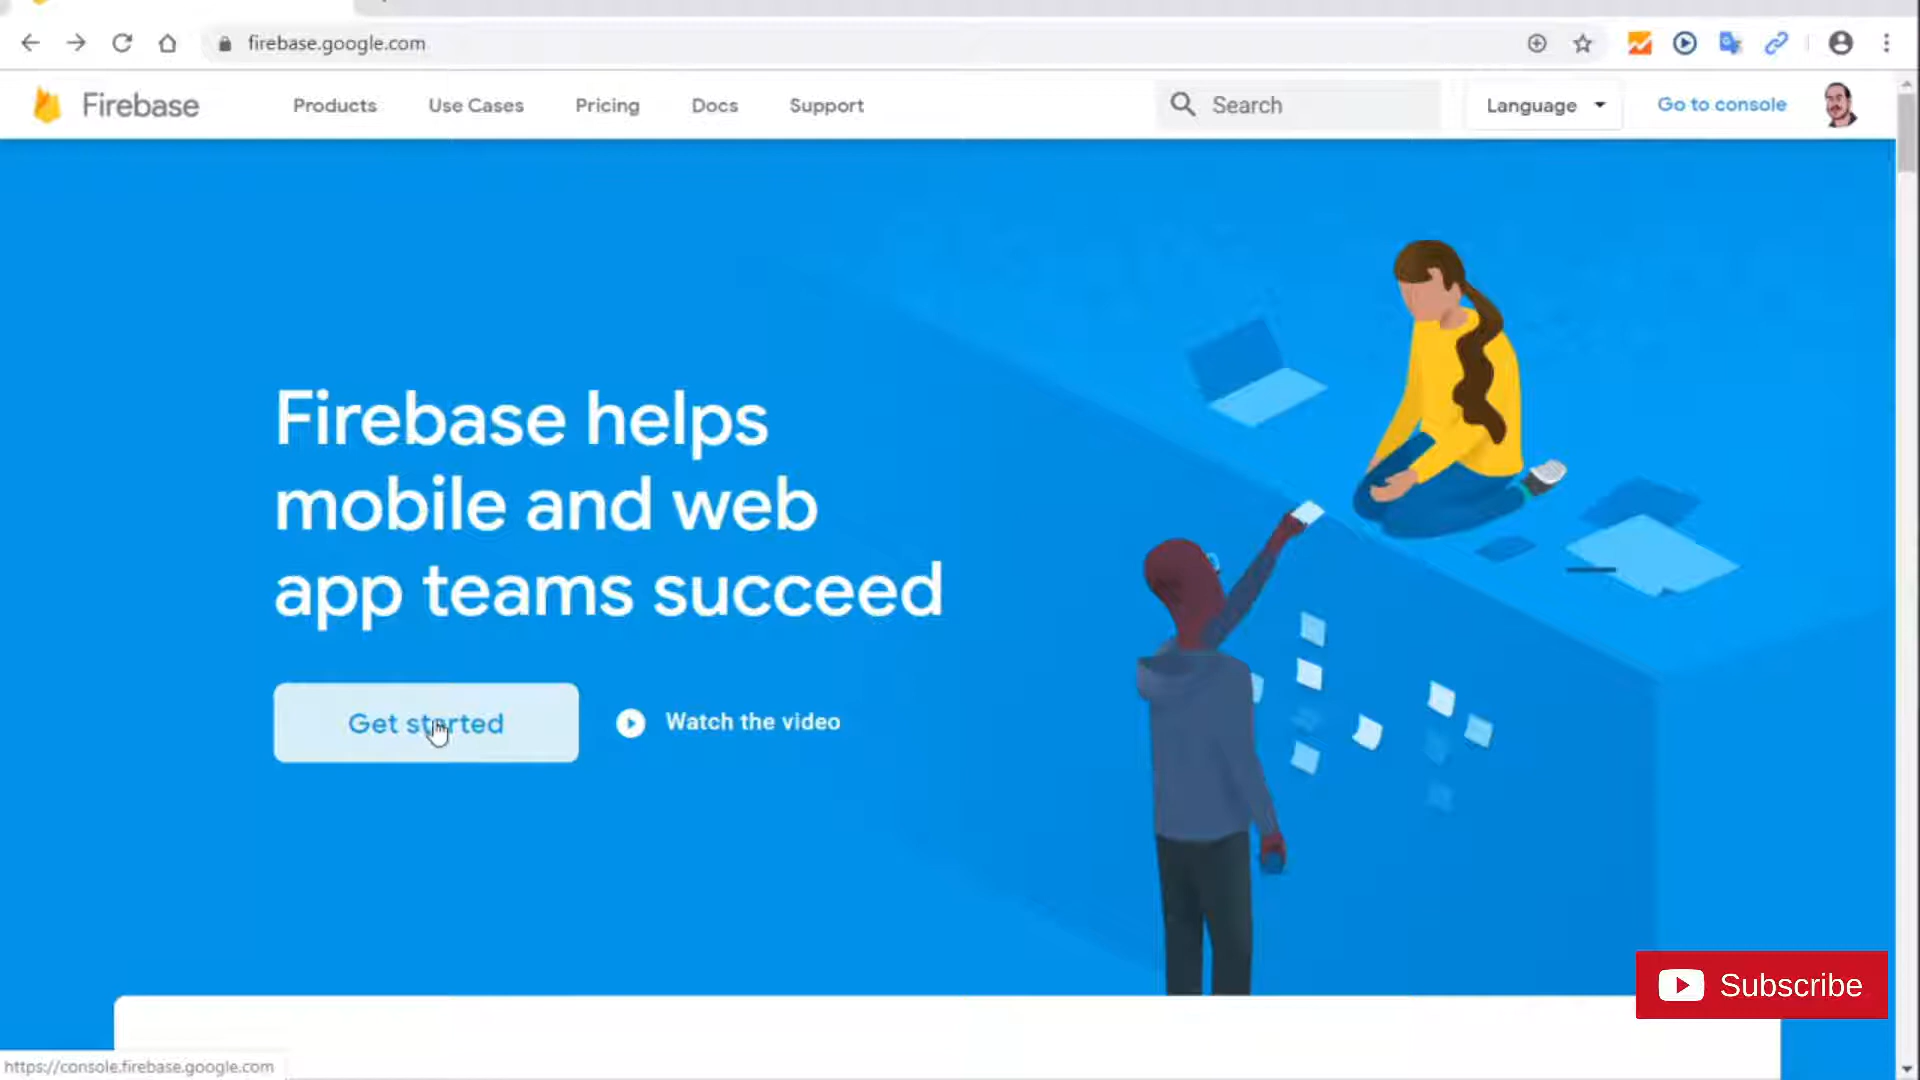 firebase.google.com
Firebase
Products
Use Cases
Pricing
Docs
Support
Search
Language
Go to console
Firebase helps
mobile and web
app teams succeed
Get started
Watch the video
Subscribe
https://console.firebase.google.com